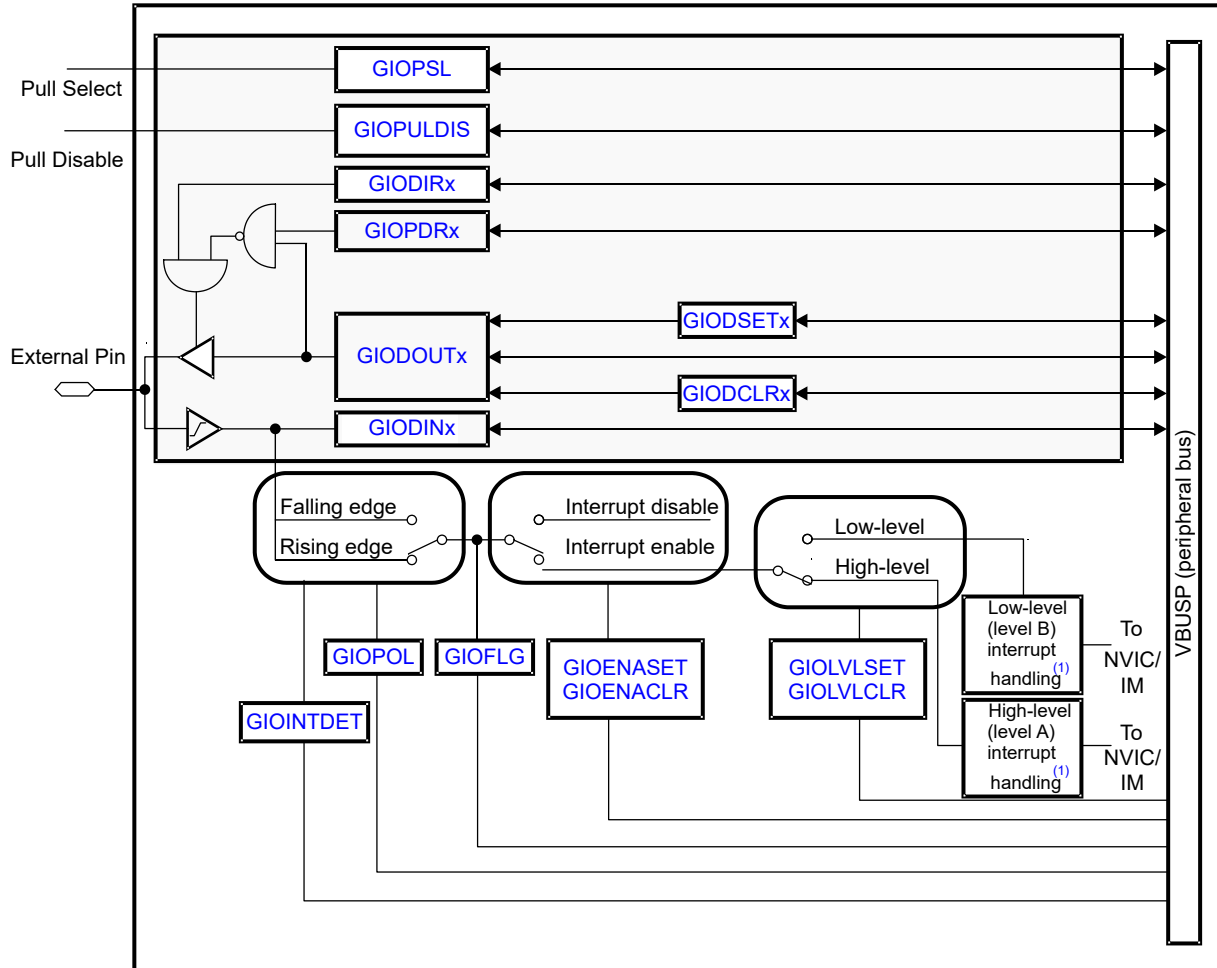 GIOPSL
Pull Select
GIOPULDIS
Pull Disable
GIODIRx
GIOPDRx
GIODSETx
External Pin
GIODOUTx
GIODCLRx
GIODINx
VBUSP (peripheral bus)
Falling edge
Rising edge
Interrupt disable
Interrupt enable
Low-level
High-level
Low-level
(level B)
interrupt
handling(1)
To
NVIC/
IM
GIOPOL
GIOFLG
GIOENASET
GIOENACLR
GIOLVLSET
GIOLVLCLR
GIOINTDET
High-level
(level A)
interrupt
handling(1)
To
NVIC/
IM